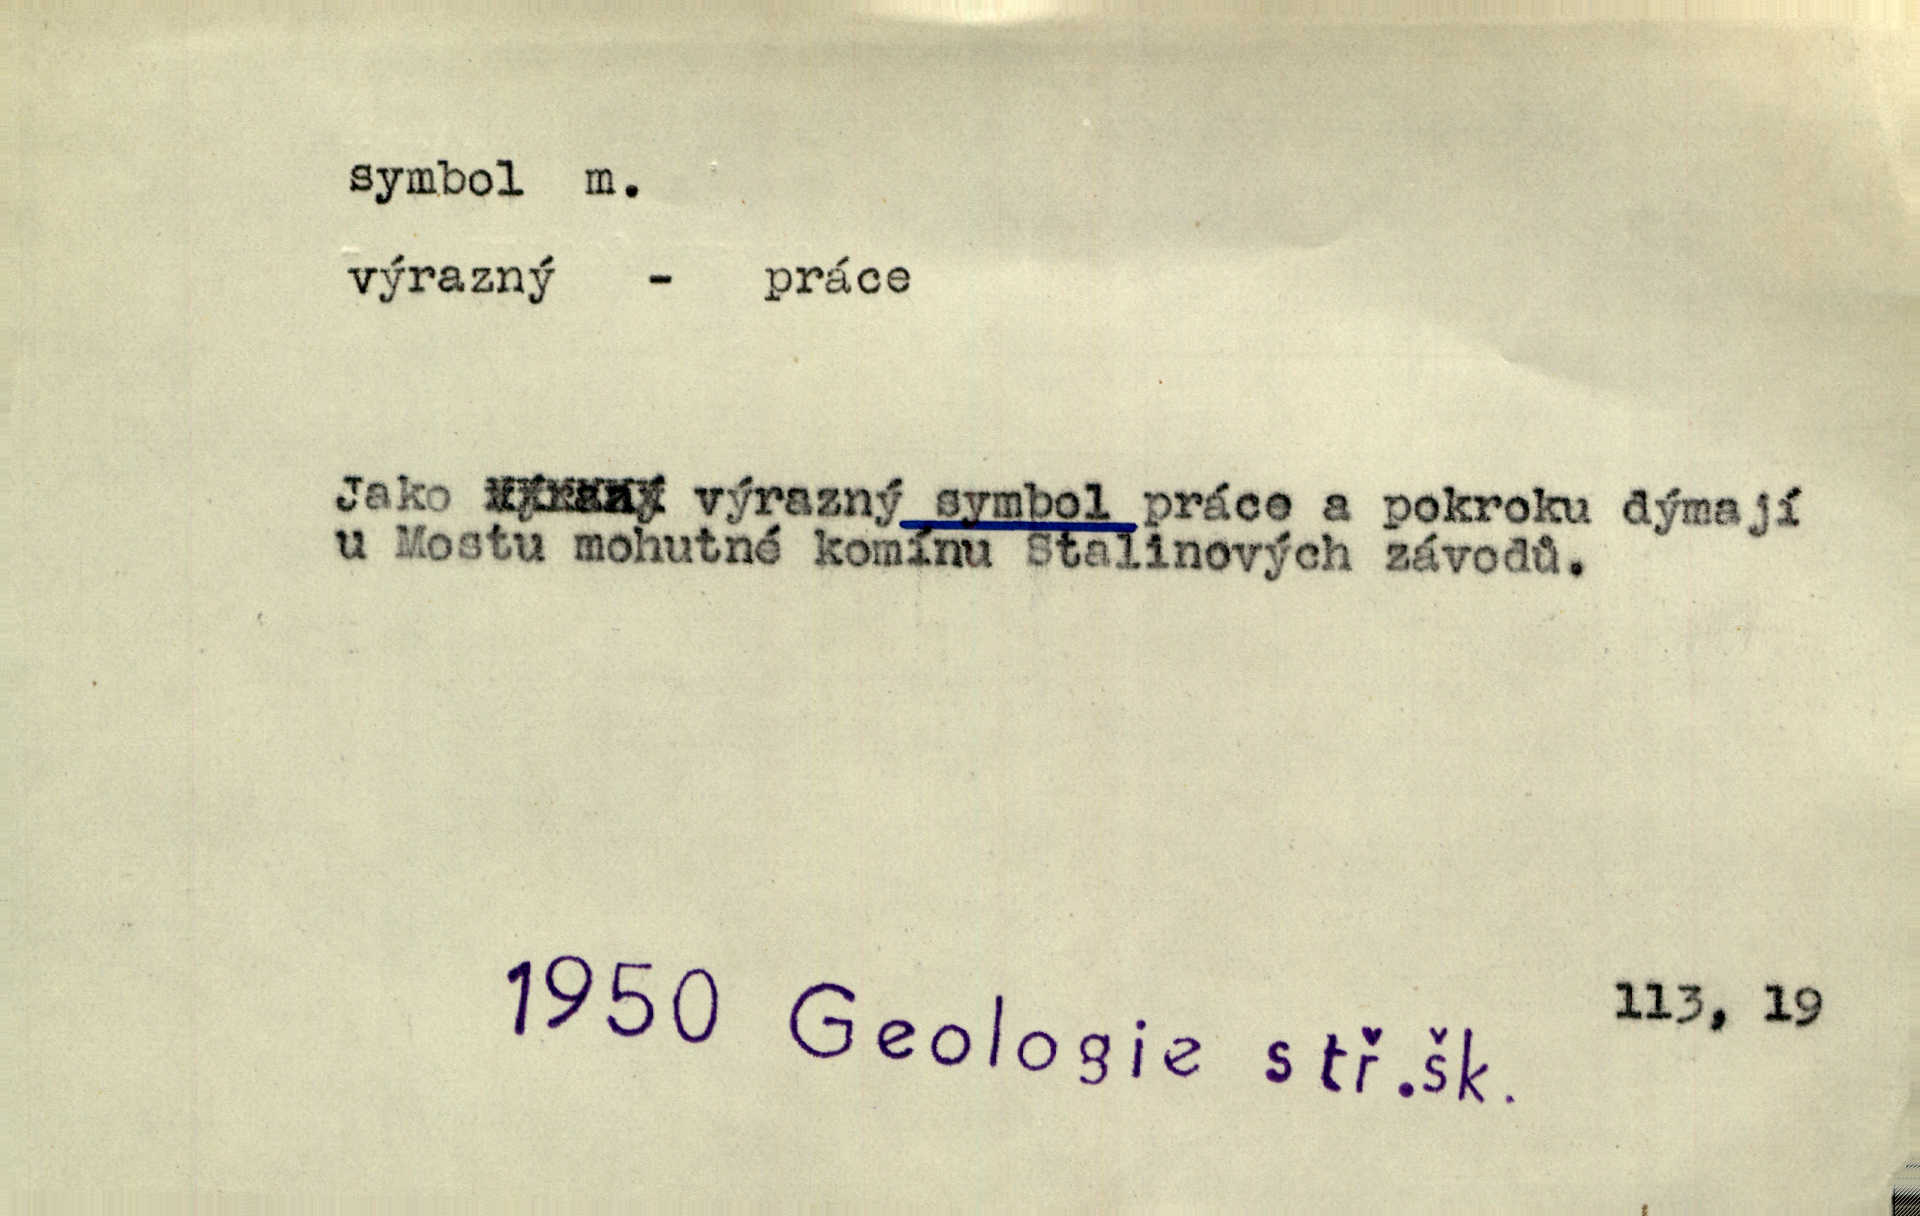 symbol m.
výrazný - práce
Jako výrazný symbol práce a pokroku dýmají
u Mostu mohutné komínu Stalinových závodů.
113, 19
1950 Geologie stř.šk.